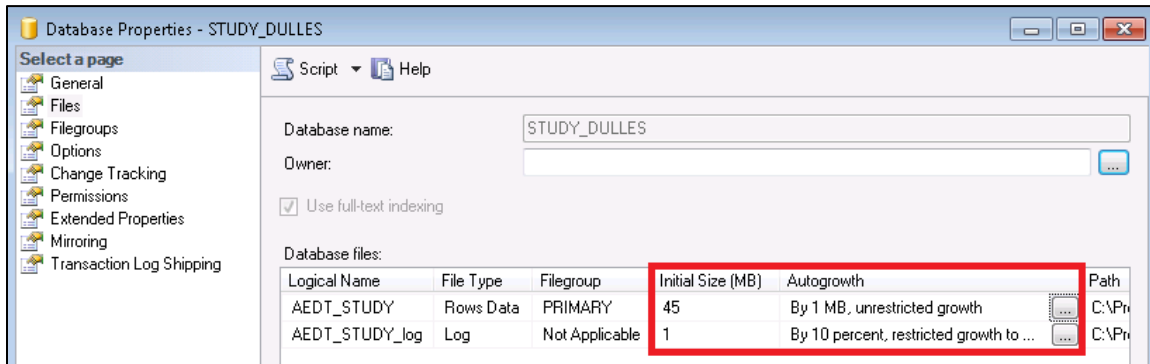 Database Properties - STUDY_DULLES
Select a page
General
Files
Filegroups
Options
Change Tracking
Permissions
Extended Properties
Mirroring
Transaction Log Shipping
Script Help
Database name: STUDY_DULLES
Owner: ...
Use full-text indexing
Database files:
Logical Name File Type Filegroup Initial Size (MB) Autogrowth Path
AEDT_STUDY Rows Data PRIMARY 45 By 1 MB, unrestricted growth ... C:\Pr
AEDT_STUDY_log Log Not Applicable 1 By 10 percent, restricted growth to ... ... C:\Pr